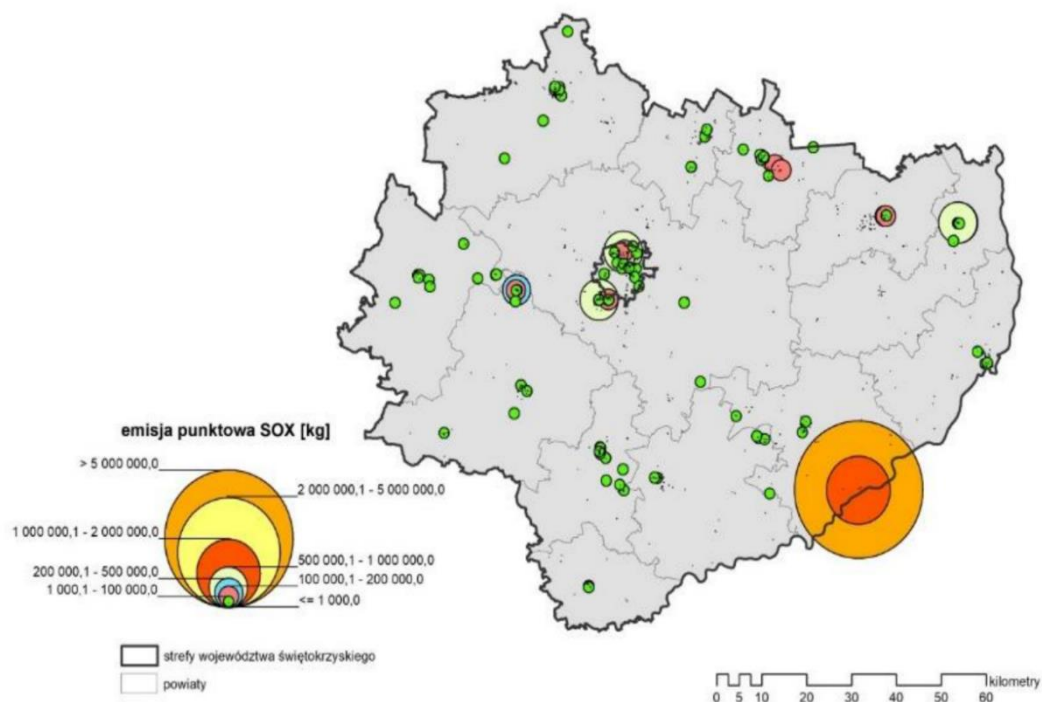 emisja punktowa SOX [kg]
> 5 000 000,0
2 000 000,1 - 5 000 000,0
1 000 000,1 - 2 000 000,0
500 000,1 - 1 000 000,0
200 000,1 - 500 000,0
100 000,1 - 200 000,0
1 000,1 - 100 000,0
<= 1 000,0
strefy województwa świętokrzyskiego
powiaty
kilometry
0 5 10 20 30 40 50 60